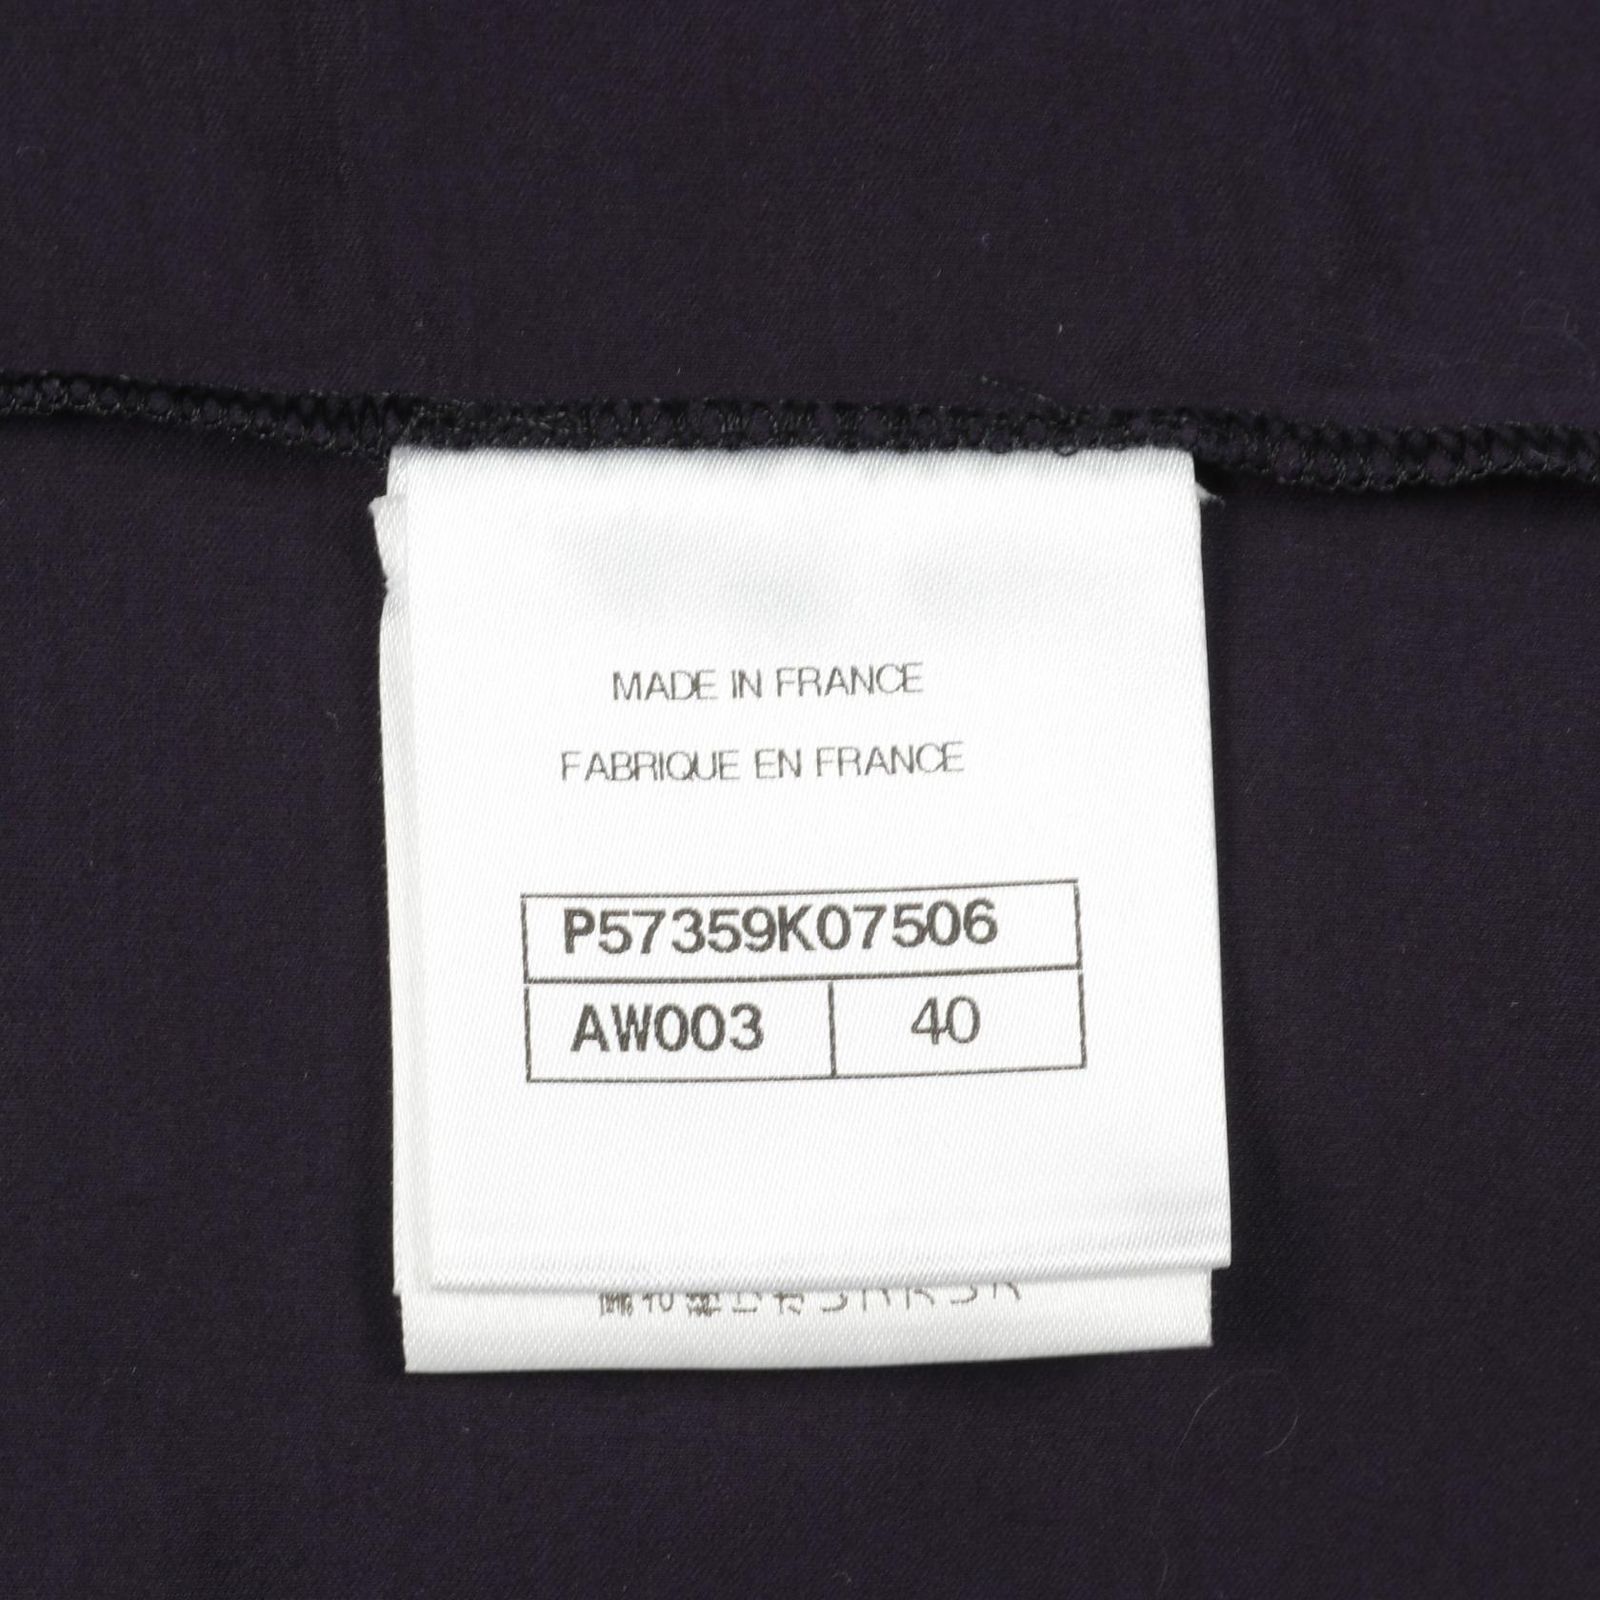 MADE IN FRANCE
FABRIQUE EN FRANCE
P57359K07506
AW003 40